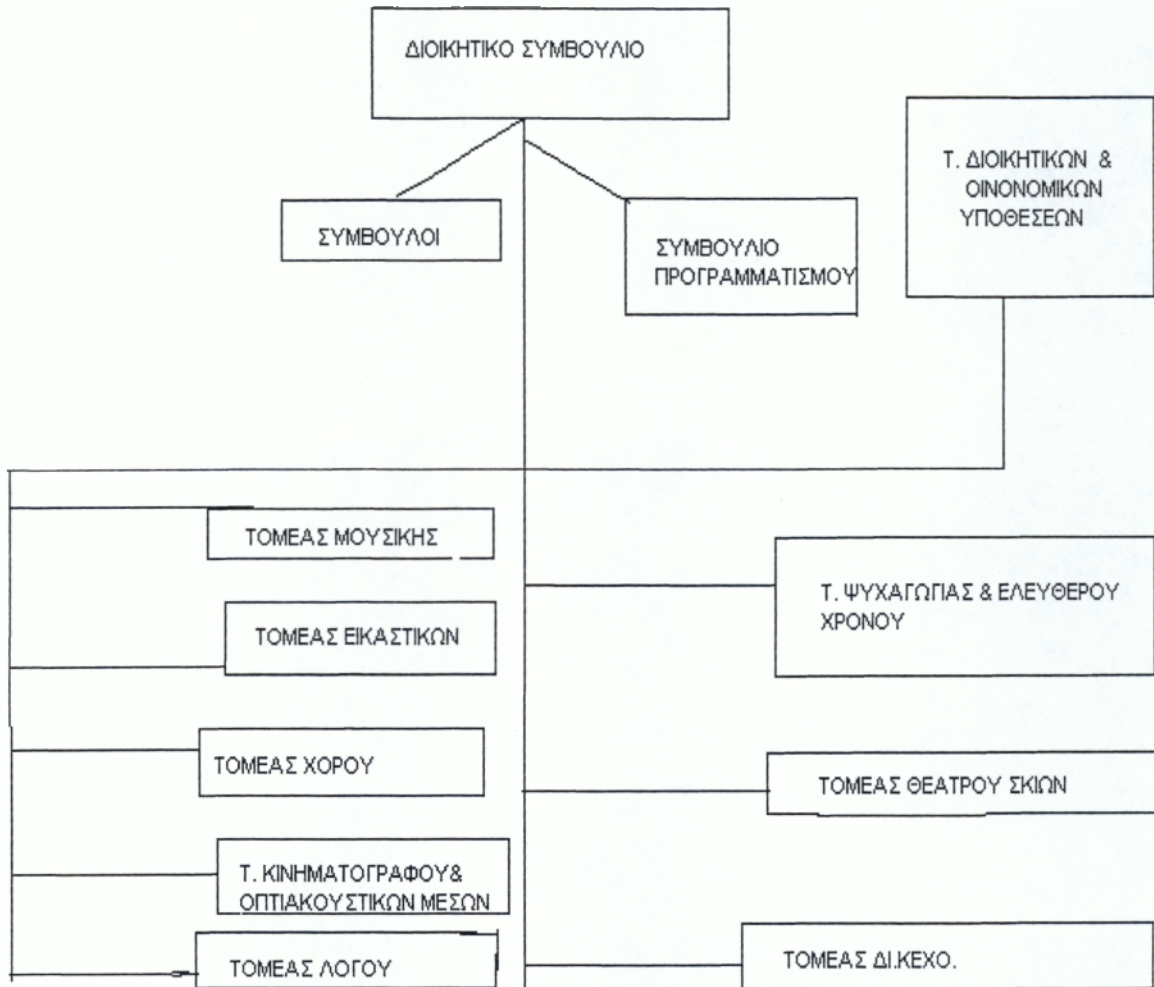 ΔΙΟΙΚΗΤΙΚΟ ΣΥΜΒΟΥΛΙΟ
Τ. ΔΙΟΙΚΗΤΙΚΩΝ &
ΟΙΝΟΝΟΜΙΚΩΝ
ΥΠΟΘΕΣΕΩΝ
ΣΥΜΒΟΥΛΟΙ
ΣΥΜΒΟΥΛΙΟ
ΠΡΟΓΡΑΜΜΑΤΙΣΜΟΥ
ΤΟΜΕΑΣ ΜΟΥΣΙΚΗΣ
ΤΟΜΕΑΣ ΕΙΚΑΣΤΙΚΩΝ
ΤΟΜΕΑΣ ΧΟΡΟΥ
Τ. ΚΙΝΗΜΑΤΟΓΡΑΦΟΥ&
ΟΠΤΙΑΚΟΥΣΤΙΚΩΝ ΜΕΣΩΝ
ΤΟΜΕΑΣ ΛΟΓΟΥ
Τ. ΨΥΧΑΓΩΓΙΑΣ & ΕΛΕΥΘΕΡΟΥ
ΧΡΟΝΟΥ
ΤΟΜΕΑΣ ΘΕΑΤΡΟΥ ΣΚΙΩΝ
ΤΟΜΕΑΣ ΔΙ.ΚΕΧΟ.